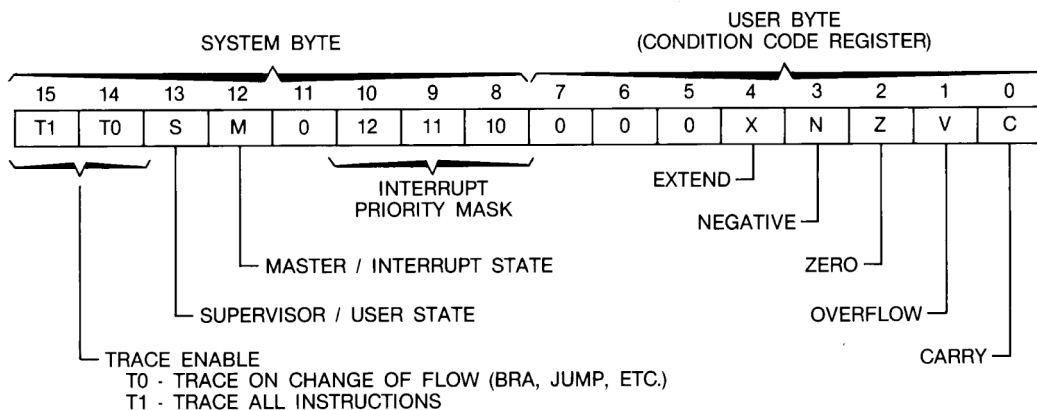 SYSTEM BYTE
USER BYTE
(CONDITION CODE REGISTER)
15 14 13 12 11 10 9 8 7 6 5 4 3 2 1 0
T1 T0 S M 0 12 11 10 0 0 0 X N Z V C
INTERRUPT
PRIORITY MASK
EXTEND
NEGATIVE
MASTER / INTERRUPT STATE
ZERO
SUPERVISOR / USER STATE
OVERFLOW
TRACE ENABLE
CARRY
T0 - TRACE ON CHANGE OF FLOW (BRA, JUMP, ETC.)
T1 - TRACE ALL INSTRUCTIONS